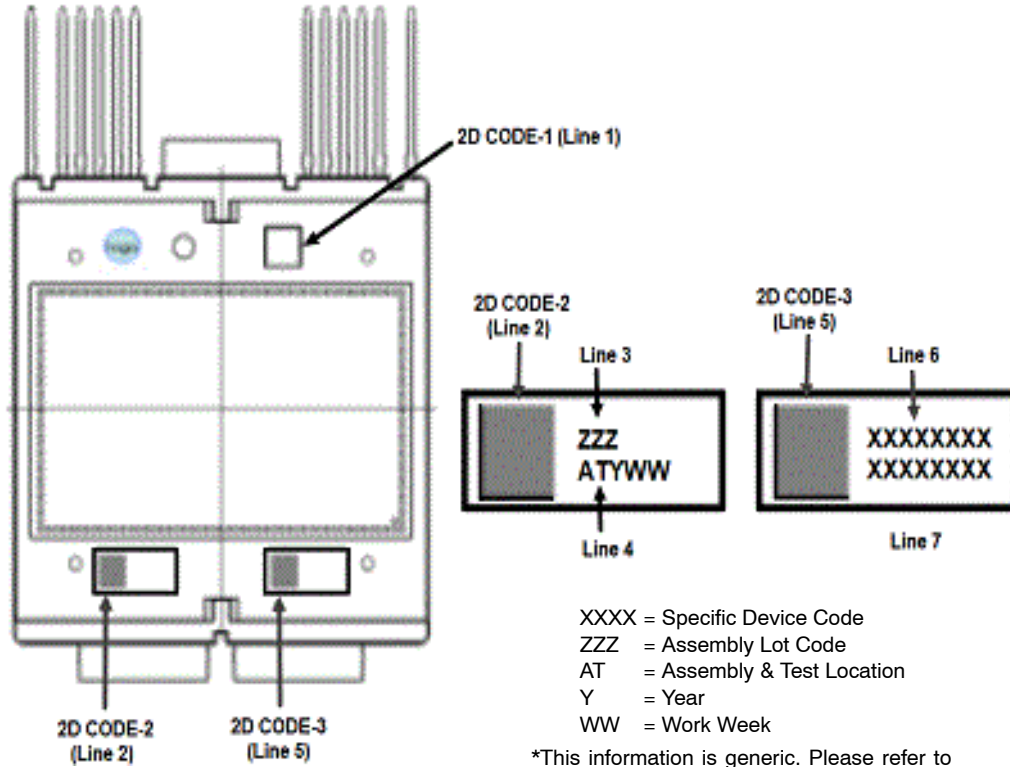 2D CODE-1 (Line 1)
2D CODE-2
(Line 2)
Line 3
ZZZ
ATYWW
Line 4
2D CODE-3
(Line 5)
Line 6
XXXXXXXX
XXXXXXXX
Line 7
2D CODE-2
(Line 2)
2D CODE-3
(Line 5)
XXXX = Specific Device Code
ZZZ = Assembly Lot Code
AT = Assembly & Test Location
Y = Year
WW = Work Week
*This information is generic. Please refer to